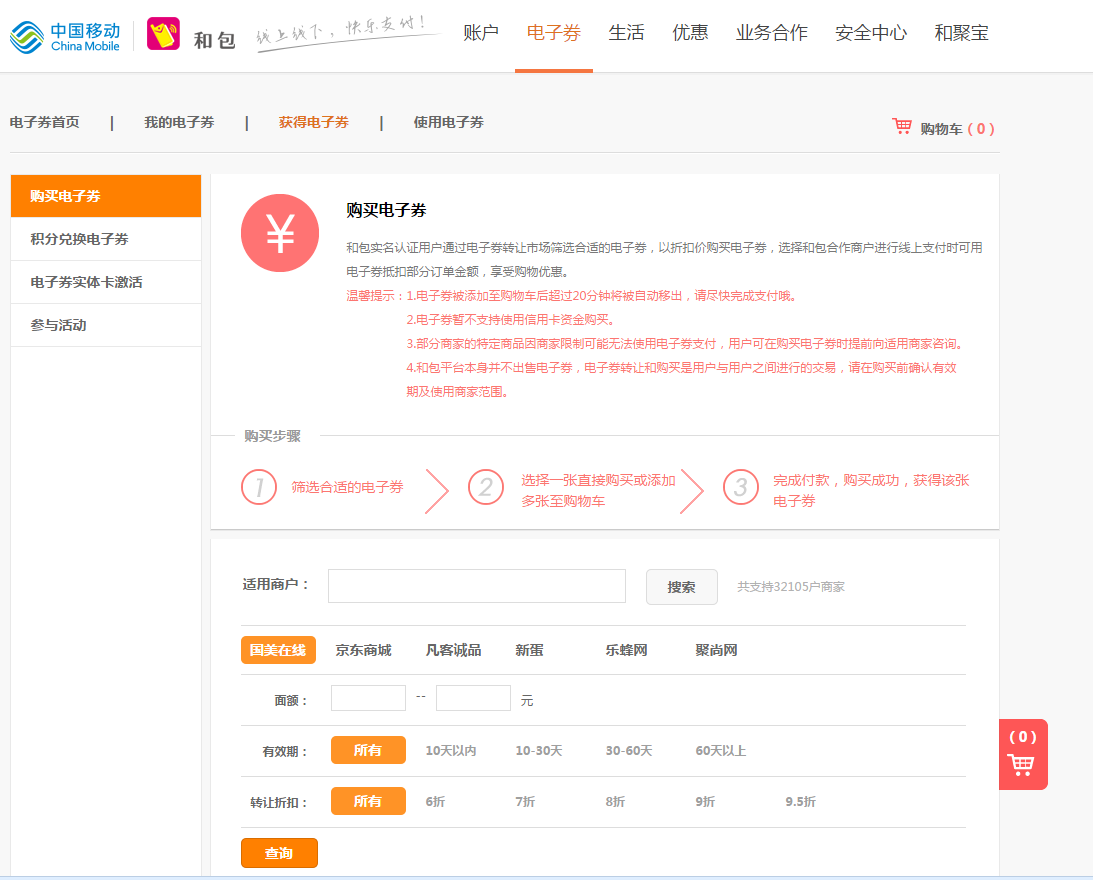 中国移动
China Mobile
和包
线上线下，快乐支付！
账户 电子券 生活 优惠 业务合作 安全中心 和聚宝
电子券首页 | 我的电子券 | 获得电子券 | 使用电子券
购物车 ( 0 )
购买电子券
积分兑换电子券
电子券实体卡激活
参与活动
¥
购买电子券
和包实名认证用户通过电子券转让市场筛选合适的电子券，以折扣价购买电子券，选择和包合作商户进行线上支付时可用
电子券抵扣部分订单金额，享受购物优惠。
温馨提示：1.电子券被添加至购物车后超过20分钟将被自动移出，请尽快完成支付哦。
2.电子券暂不支持使用信用卡资金购买。
3.部分商家的特定商品因商家限制可能无法使用电子券支付，用户可在购买电子券时提前向适用商家咨询。
4.和包平台本身并不出售电子券，电子券转让和购买是用户与用户之间进行的交易，请在购买前确认有效
期及使用商家范围。
购买步骤
1 筛选合适的电子券
2 选择一张直接购买或添加
多张至购物车
3 完成付款，购买成功，获得该张
电子券
适用商户： 搜索 共支持32105户商家
国美在线 京东商城 凡客诚品 新蛋 乐蜂网 聚尚网
面额： -- 元
有效期： 所有 10天以内 10-30天 30-60天 60天以上
转让折扣： 所有 6折 7折 8折 9折 9.5折
查询
( 0 )